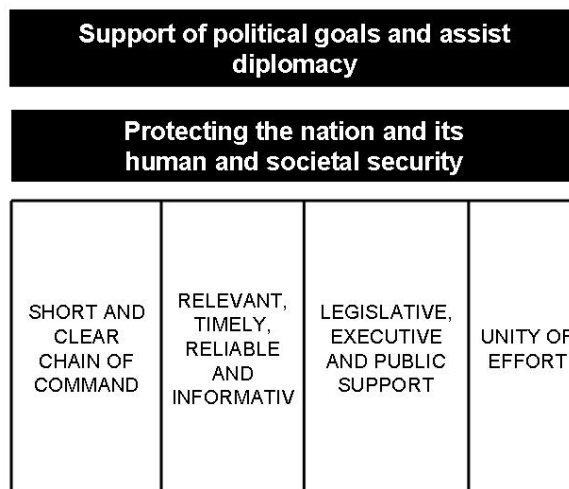 Support of political goals and assist
diplomacy
Protecting the nation and its
human and societal security
SHORT AND
CLEAR
CHAIN OF
COMMAND
RELEVANT,
TIMELY,
RELIABLE
AND
INFORMATIV
LEGISLATIVE,
EXECUTIVE
AND PUBLIC
SUPPORT
UNITY OF
EFFORT